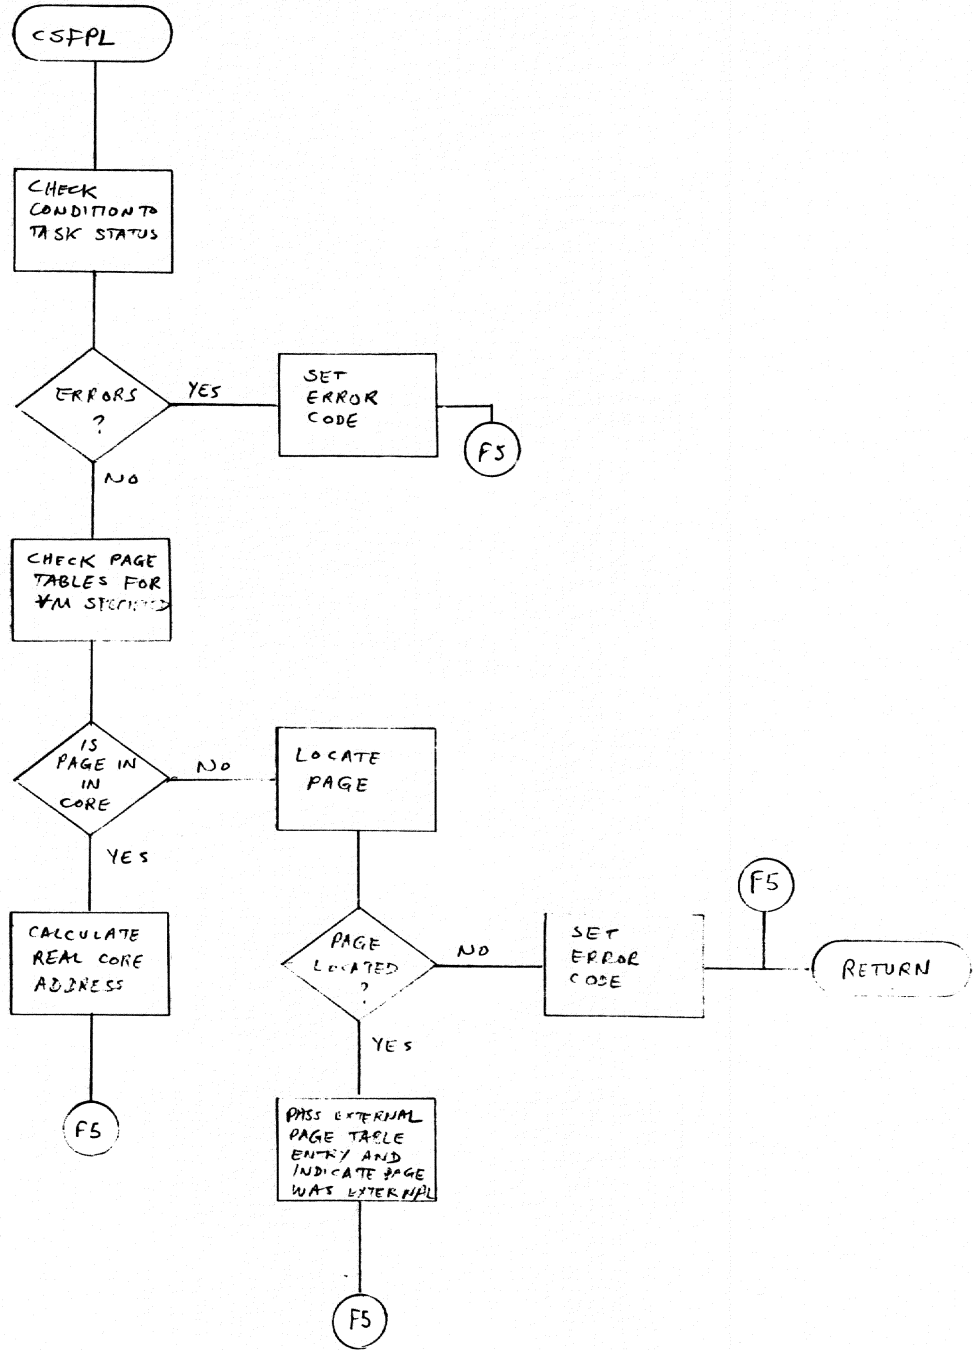 CSFPL
CHECK
CONDITION TO
TASK STATUS
ERRORS
?
YES
SET
ERROR
CODE
F5
NO
CHECK PAGE
TABLES FOR
VM SPECIFIED
IS
PAGE IN
IN
CORE
NO
LOCATE
PAGE
YES
CALCULATE
REAL CORE
ADDRESS
F5
PAGE
LOCATED
?
NO
SET
ERROR
CODE
F5
RETURN
YES
PASS EXTERNAL
PAGE TABLE
ENTRY AND
INDICATE PAGE
WAS EXTERNAL
F5